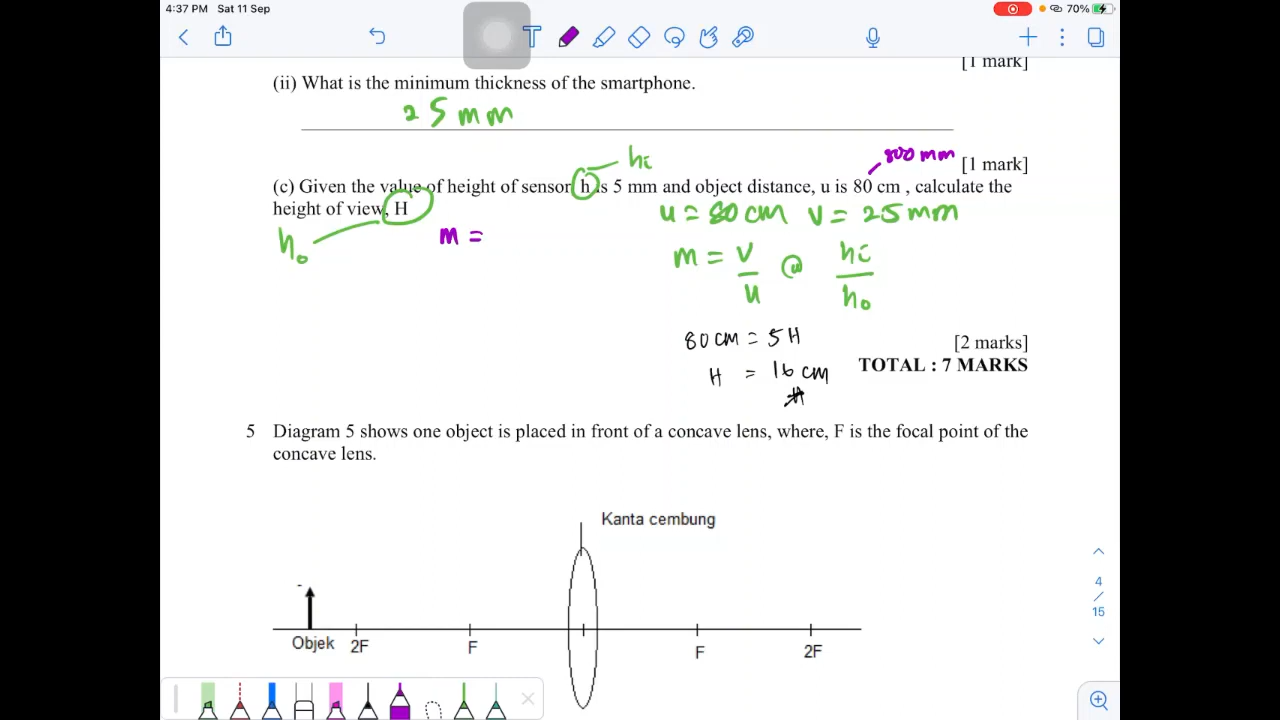 4:37 PM Sat 11 Sep
70%
T
[1 mark]
(ii) What is the minimum thickness of the smartphone.
25 mm
hi
800 mm
[1 mark]
(c) Given the value of height of sensor h is 5 mm and object distance, u is 80 cm , calculate the
height of view, H
ho
m =
u = 80 cm v = 25 mm
m = v/u @ hi/ho
80 cm = 5 H
H = 16 cm
[2 marks]
TOTAL : 7 MARKS
5 Diagram 5 shows one object is placed in front of a concave lens, where, F is the focal point of the
concave lens.
Kanta cembung
Objek 2F F F 2F
4
/
15